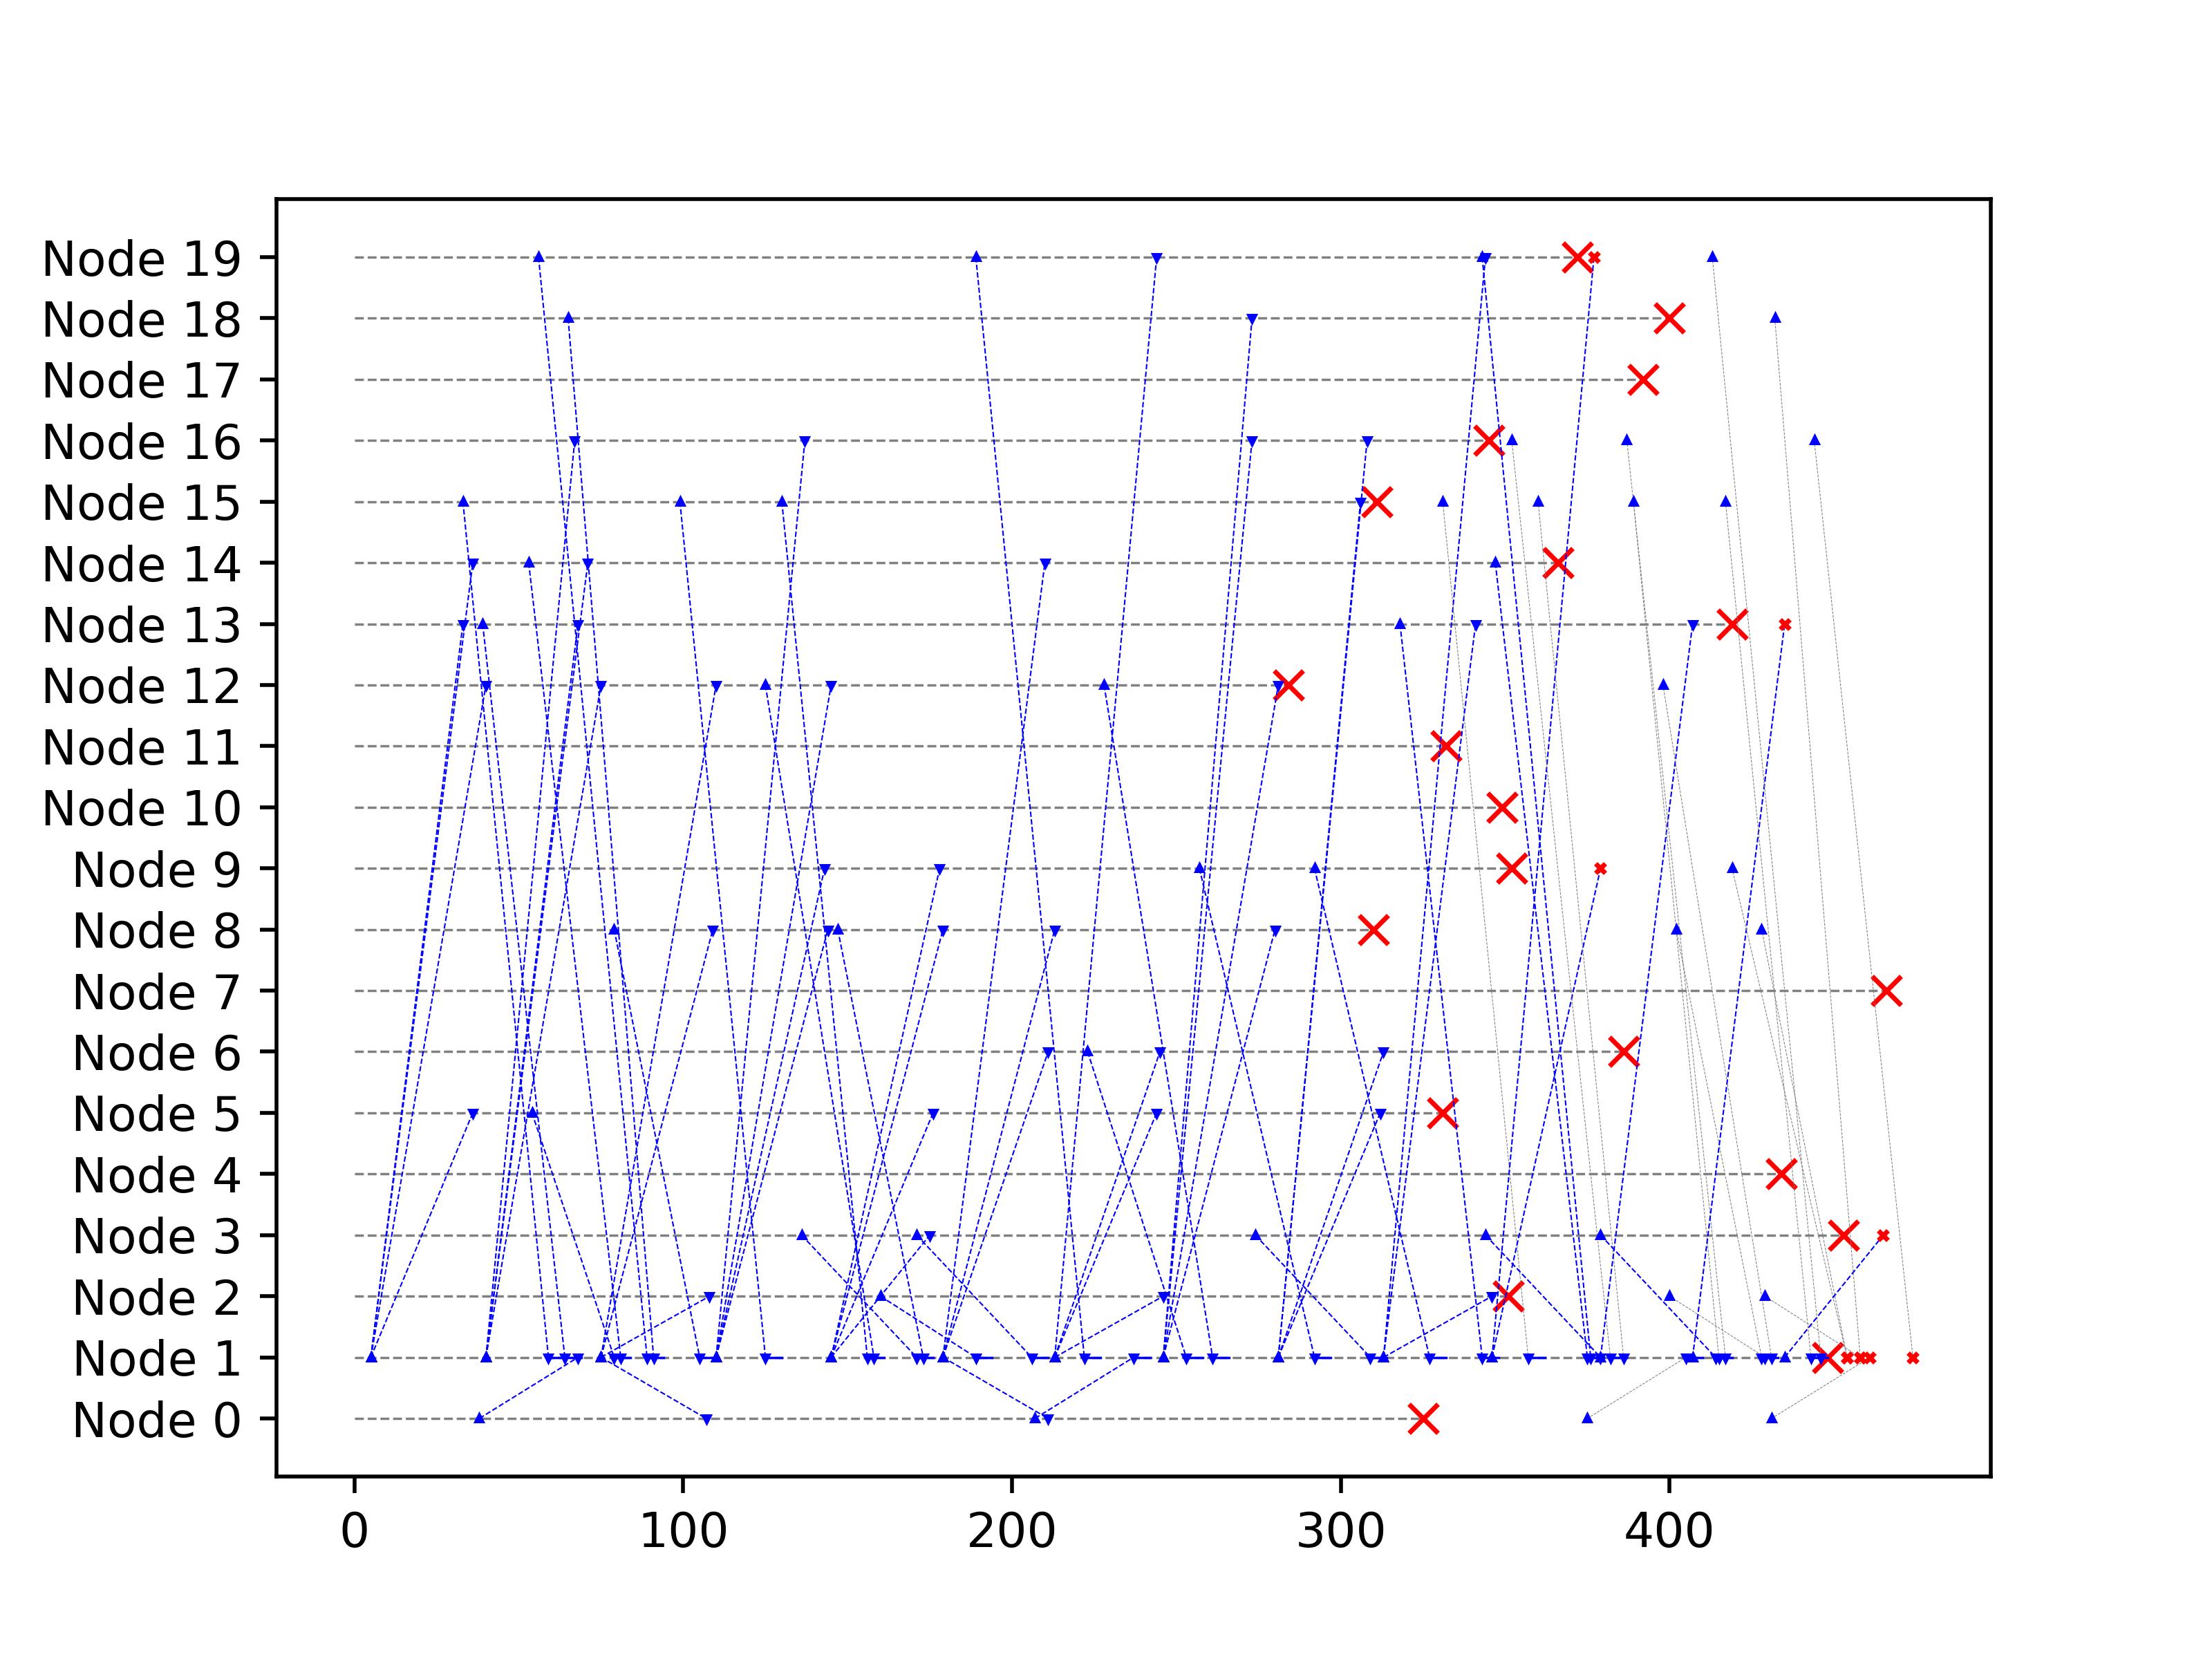 Node 19
Node 18
Node 17
Node 16
Node 15
Node 14
Node 13
Node 12
Node 11
Node 10
Node 9
Node 8
Node 7
Node 6
Node 5
Node 4
Node 3
Node 2
Node 1
Node 0
0 100 200 300 400